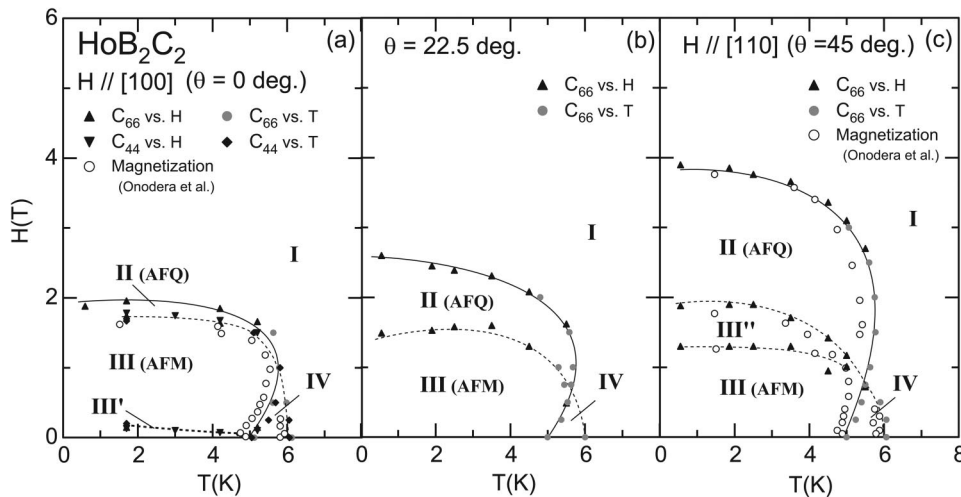 HoB₂C₂ (a)
H // [100] (θ = 0 deg.)
C₆₆ vs. H
C₆₆ vs. T
C₄₄ vs. H
C₄₄ vs. T
Magnetization
(Onodera et al.)
I
II (AFQ)
III (AFM)
IV
III'
(b)
θ = 22.5 deg.
C₆₆ vs. H
C₆₆ vs. T
I
II (AFQ)
III (AFM)
IV
H // [110] (θ =45 deg.) (c)
C₆₆ vs. H
C₆₆ vs. T
Magnetization
(Onodera et al.)
I
II (AFQ)
III''
III (AFM)
IV
H(T)
6
4
2
0
0 2 4 6
T(K)
0 2 4 6
T(K)
0 2 4 6 8
T(K)